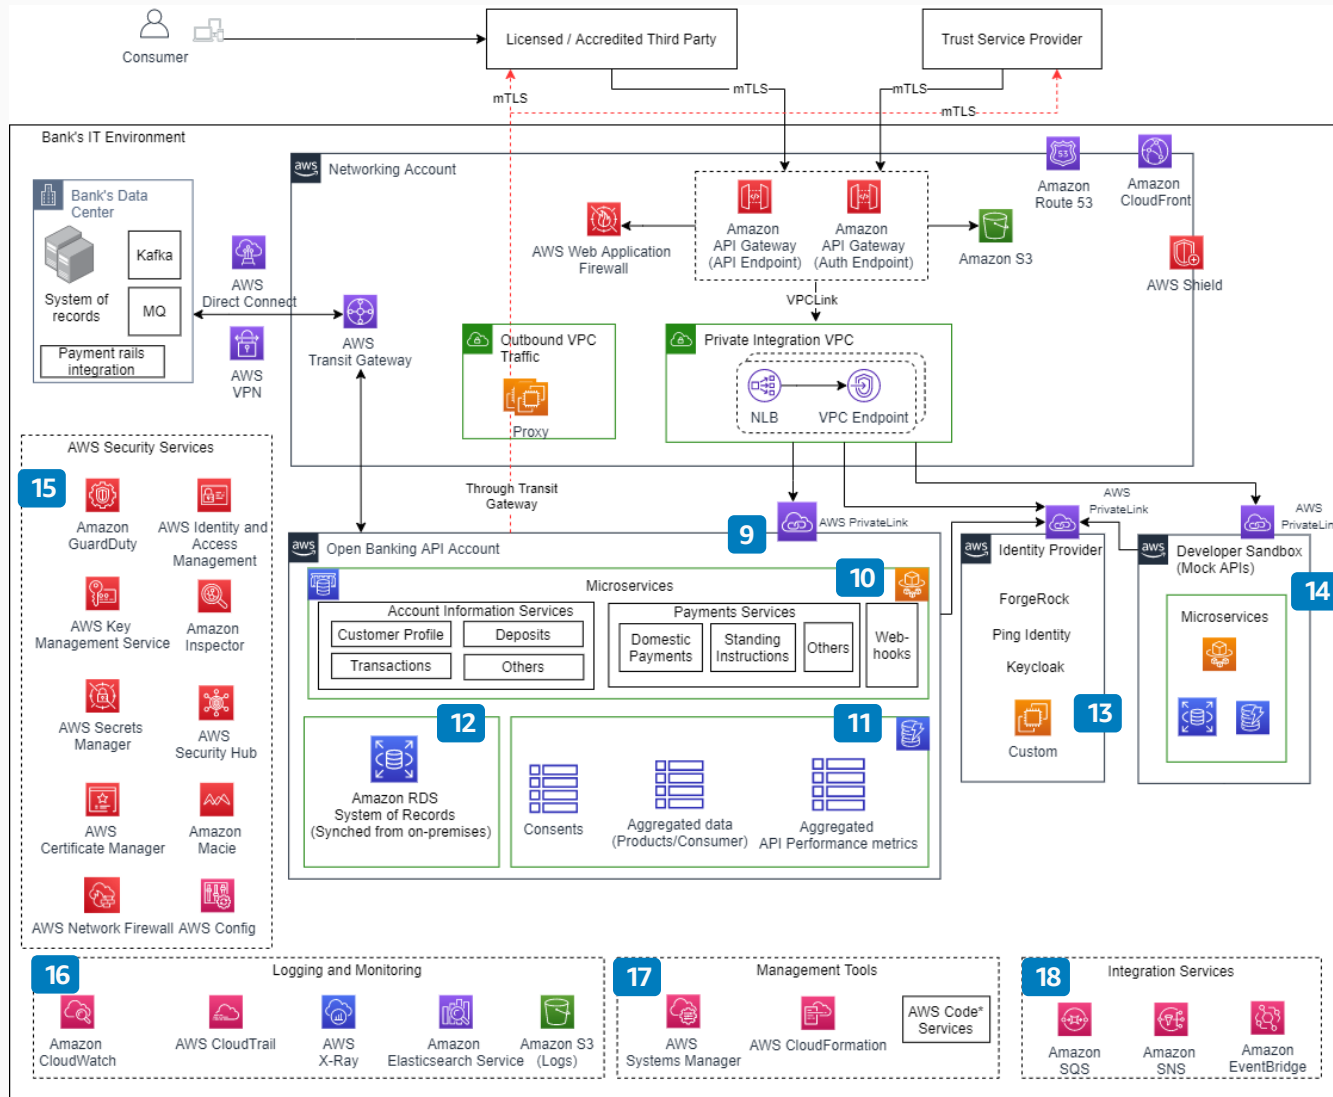 Consumer
Licensed / Accredited Third Party
Trust Service Provider
mTLS
mTLS
mTLS
mTLS
Bank's IT Environment
aws
Networking Account
Bank's Data
Center
System of
records
Kafka
MQ
Payment rails
integration
AWS
Direct Connect
AWS
VPN
AWS
Transit Gateway
AWS Web Application
Firewall
Amazon
API Gateway
(API Endpoint)
Amazon
API Gateway
(Auth Endpoint)
Amazon S3
53
Amazon
Route 53
Amazon
CloudFront
AWS Shield
VPCLink
Outbound VPC
Traffic
Proxy
Private Integration VPC
NLB
VPC Endpoint
Through Transit
Gateway
AWS Security Services
15
Amazon
GuardDuty
AWS Identity and
Access
Management
AWS Key
Management Service
Amazon
Inspector
AWS Secrets
Manager
AWS
Security Hub
AWS
Certificate Manager
Amazon
Macie
AWS Network Firewall
AWS Config
9
AWS PrivateLink
AWS
PrivateLink
AWS
PrivateLink
aws
Open Banking API Account
10
Microservices
Account Information Services
Customer Profile
Deposits
Transactions
Others
Payments Services
Domestic
Payments
Standing
Instructions
Others
Web-
hooks
12
Amazon RDS
System of Records
(Synched from on-premises)
11
Consents
Aggregated data
(Products/Consumer)
Aggregated
API Performance metrics
aws
Identity Provider
ForgeRock
Ping Identity
Keycloak
13
Custom
aws
Developer Sandbox
(Mock APIs)
14
Microservices
16
Logging and Monitoring
Amazon
CloudWatch
AWS CloudTrail
AWS
X-Ray
Amazon
Elasticsearch Service
Amazon S3
(Logs)
17
Management Tools
AWS
Systems Manager
AWS CloudFormation
AWS Code*
Services
18
Integration Services
Amazon
SQS
Amazon
SNS
Amazon
EventBridge